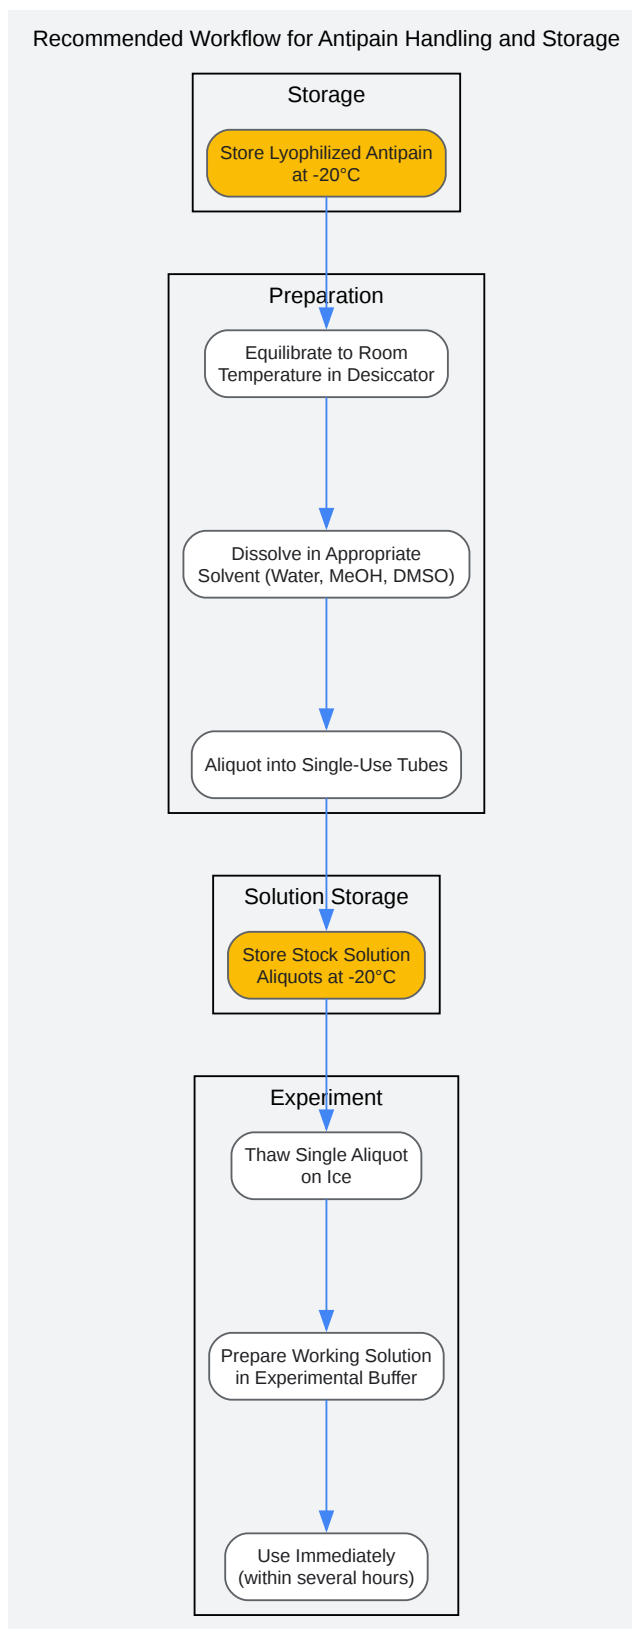 Recommended Workflow for Antipain Handling and Storage
Storage
Store Lyophilized Antipain
at -20°C
Preparation
Equilibrate to Room
Temperature in Desiccator
Dissolve in Appropriate
Solvent (Water, MeOH, DMSO)
Aliquot into Single-Use Tubes
Solution Storage
Store Stock Solution
Aliquots at -20°C
Experiment
Thaw Single Aliquot
on Ice
Prepare Working Solution
in Experimental Buffer
Use Immediately
(within several hours)